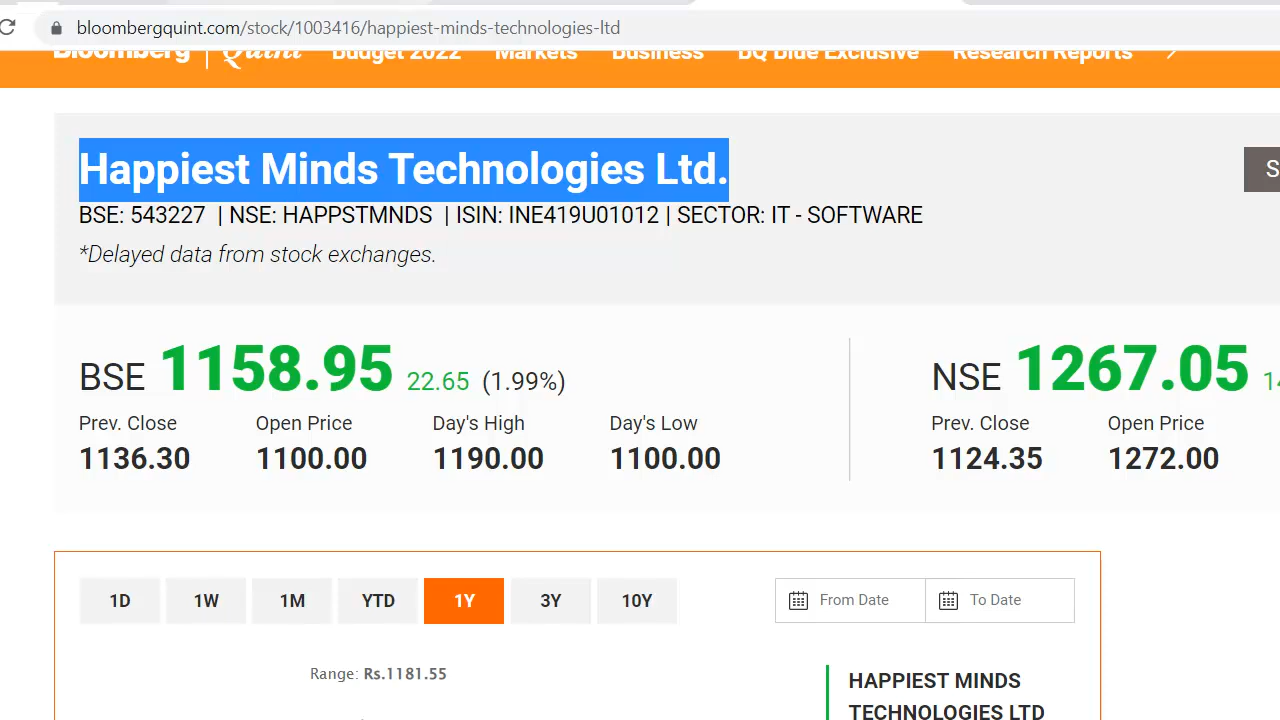 bloombergquint.com/stock/1003416/happiest-minds-technologies-ltd
Bloomberg | Quint Budget 2022 Markets Business BQ Blue Exclusive Research Reports
Happiest Minds Technologies Ltd.
S
BSE: 543227 | NSE: HAPPSTMNDS | ISIN: INE419U01012 | SECTOR: IT - SOFTWARE
*Delayed data from stock exchanges.
BSE 1158.95 22.65 (1.99%)
Prev. Close Open Price Day's High Day's Low
1136.30 1100.00 1190.00 1100.00
NSE 1267.05
Prev. Close Open Price
1124.35 1272.00
1D 1W 1M YTD 1Y 3Y 10Y
From Date To Date
Range: Rs.1181.55
HAPPIEST MINDS
TECHNOLOGIES LTD